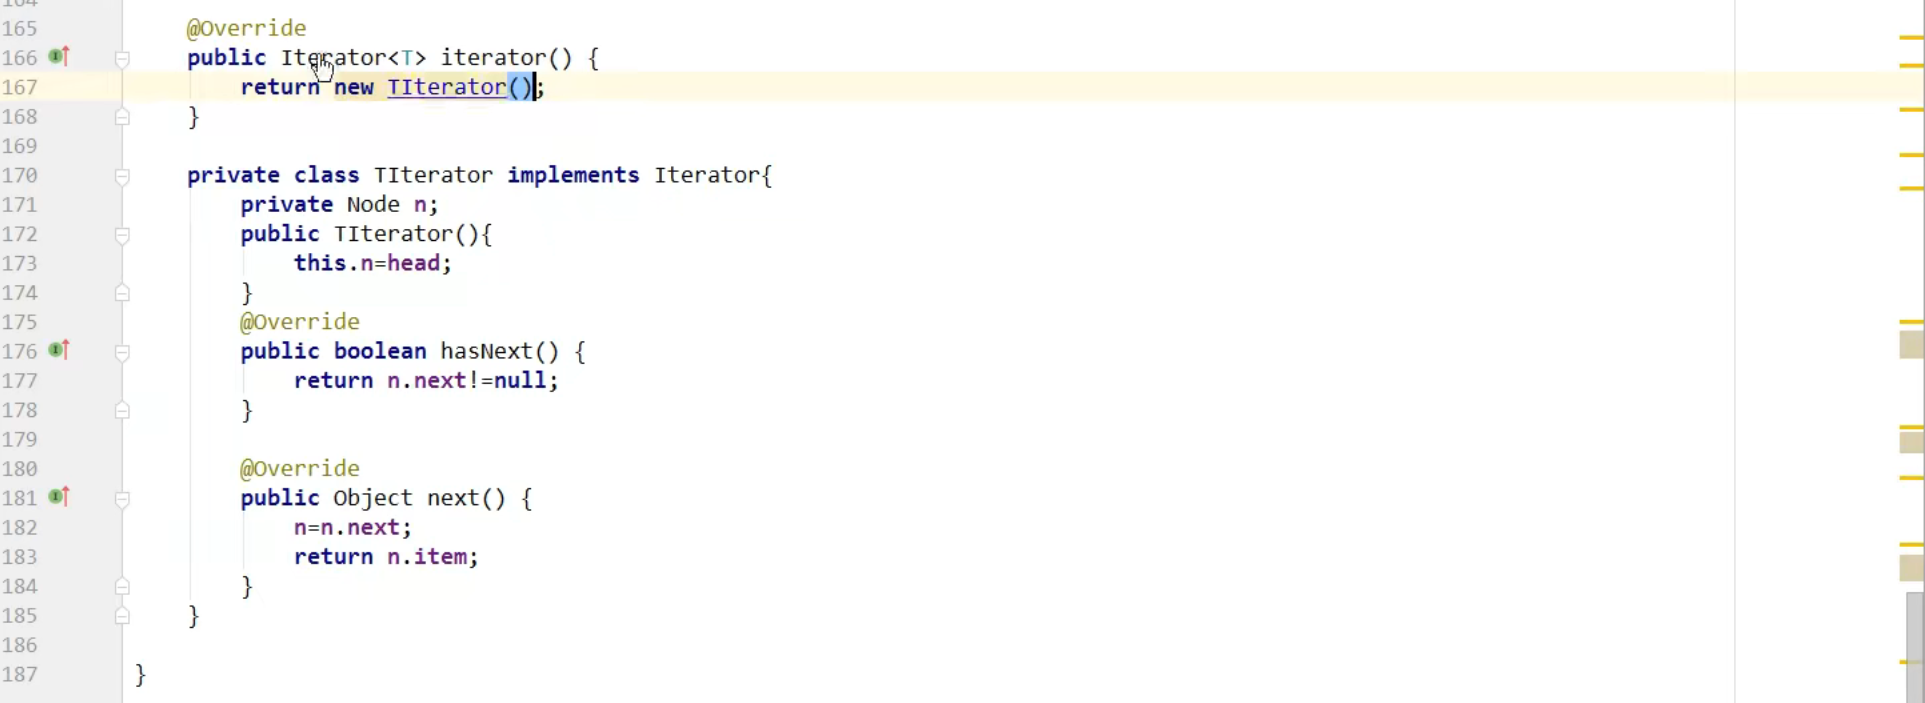 164
165 @Override
166 public Iterator<T> iterator() {
167 return new TIterator();
168 }
169
170 private class TIterator implements Iterator{
171 private Node n;
172 public TIterator(){
173 this.n=head;
174 }
175 @Override
176 public boolean hasNext() {
177 return n.next!=null;
178 }
179
180 @Override
181 public Object next() {
182 n=n.next;
183 return n.item;
184 }
185 }
186
187 }